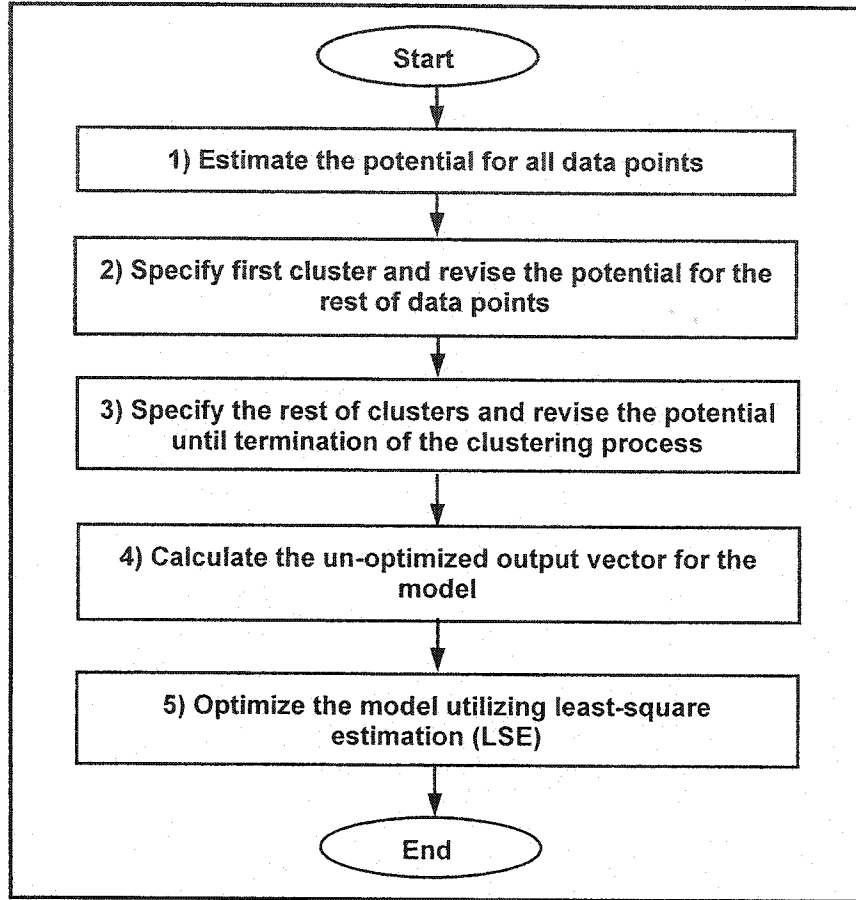 Start
1) Estimate the potential for all data points
2) Specify first cluster and revise the potential for the
rest of data points
3) Specify the rest of clusters and revise the potential
until termination of the clustering process
4) Calculate the un-optimized output vector for the
model
5) Optimize the model utilizing least-square
estimation (LSE)
End